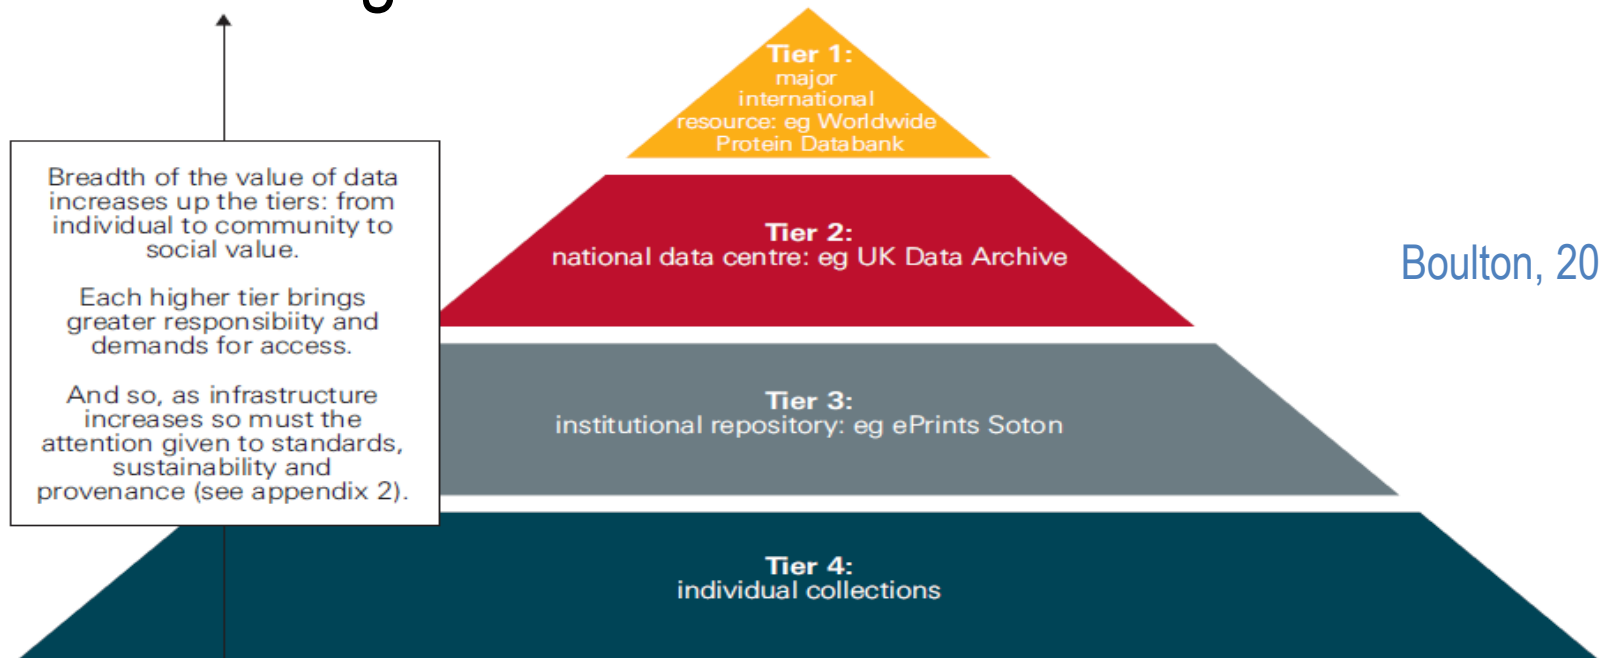 Tier 1:
major
international
resource: eg Worldwide
Protein Databank
Breadth of the value of data
increases up the tiers: from
individual to community to
social value.
Each higher tier brings
greater responsibiity and
demands for access.
And so, as infrastructure
increases so must the
attention given to standards,
sustainability and
provenance (see appendix 2).
Tier 2:
national data centre: eg UK Data Archive
Boulton, 20
Tier 3:
institutional repository: eg ePrints Soton
Tier 4:
individual collections